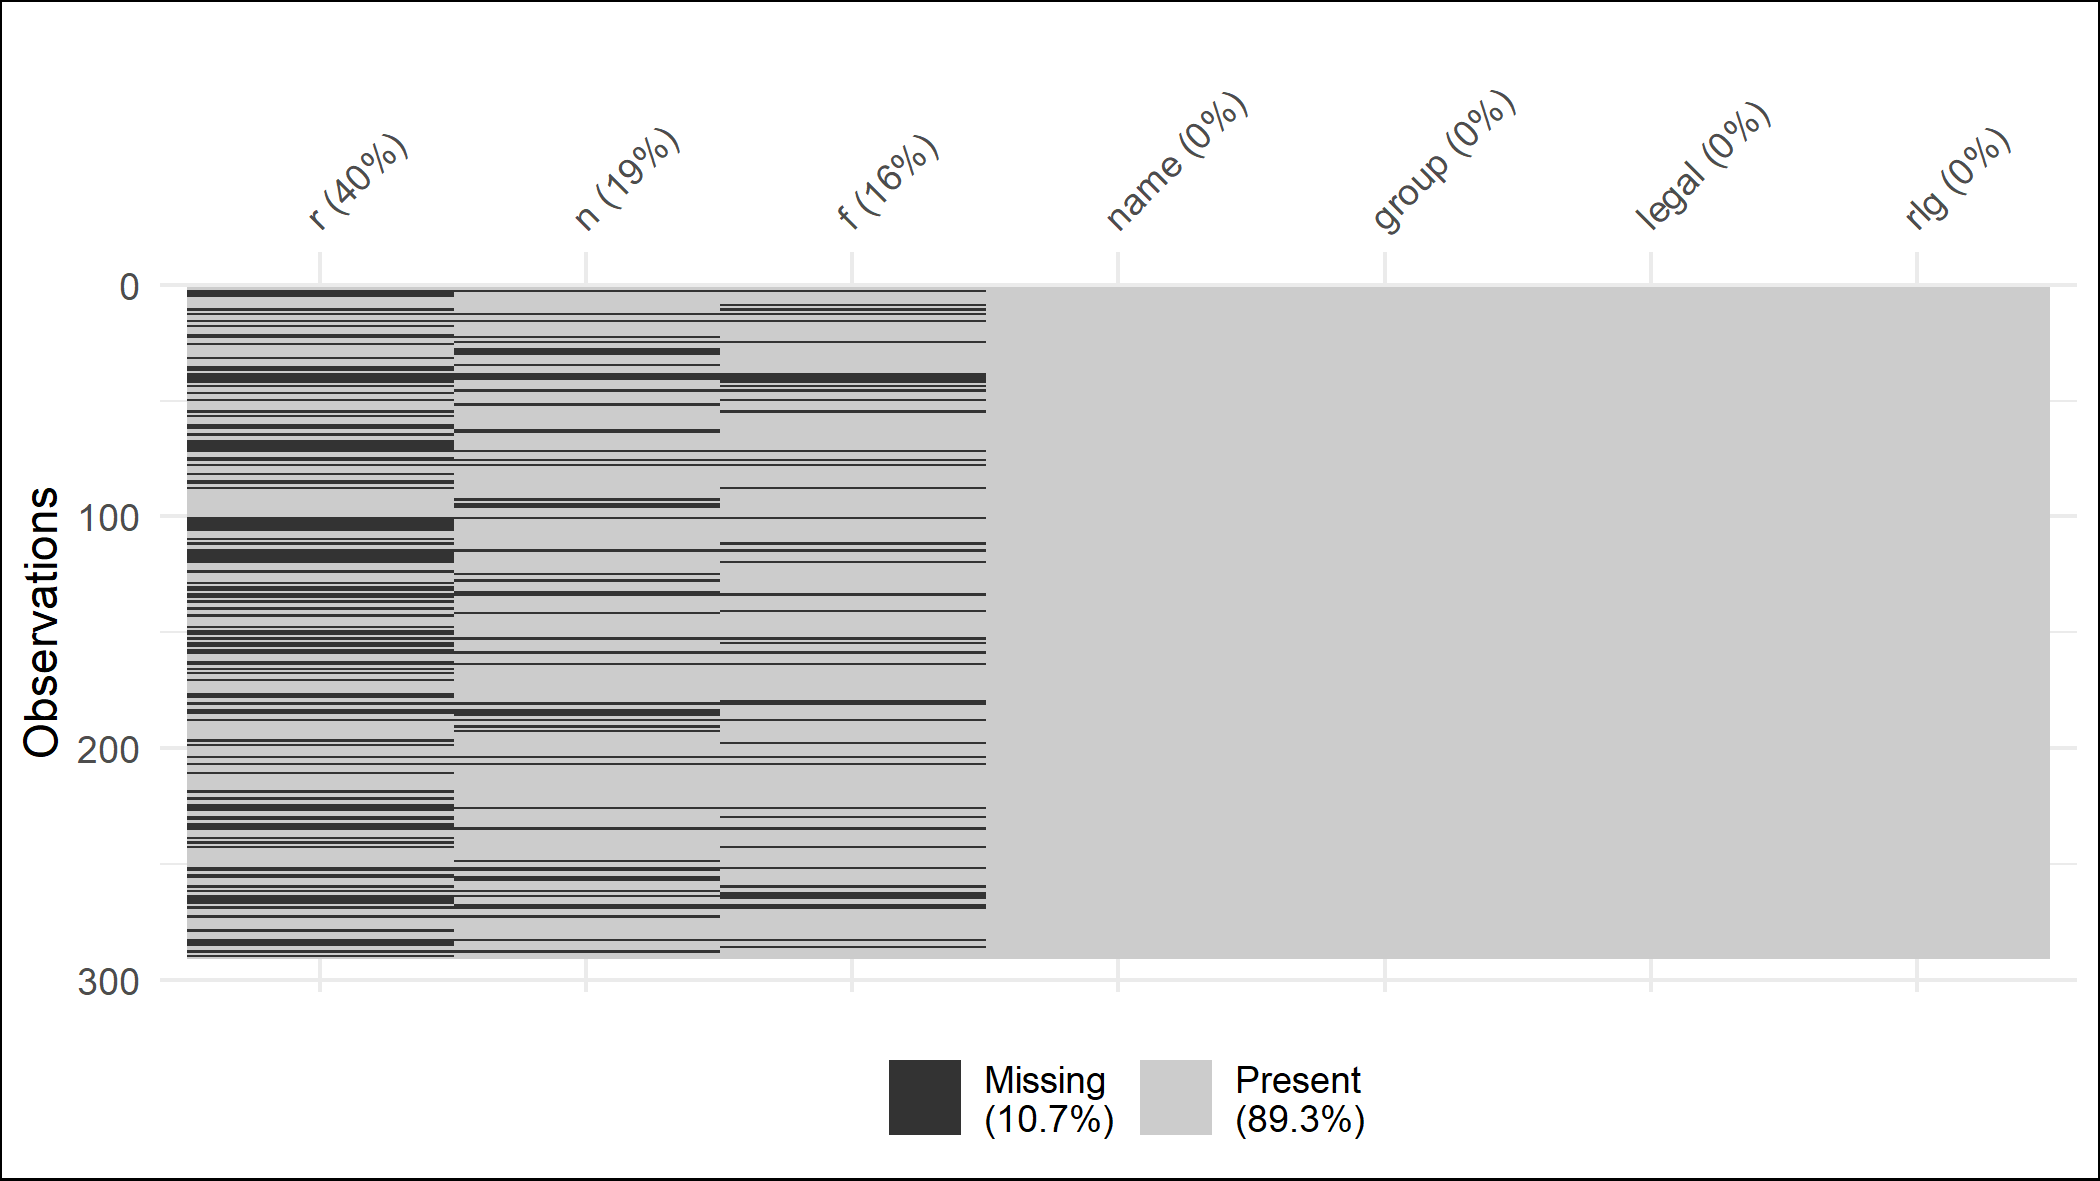 r (40%)
n (19%)
f (16%)
name (0%)
group (0%)
legal (0%)
rlg (0%)
Observations
0
100
200
300
Missing
(10.7%)
Present
(89.3%)